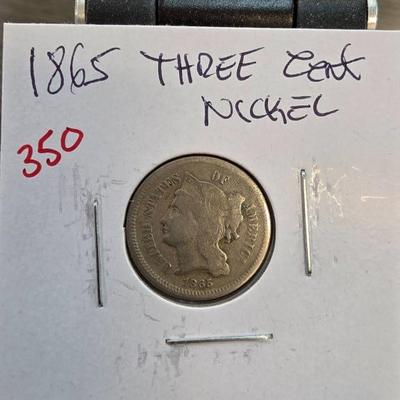 1865 THREE Cent
NICKEL
350
UNITED STATES OF AMERICA
1865